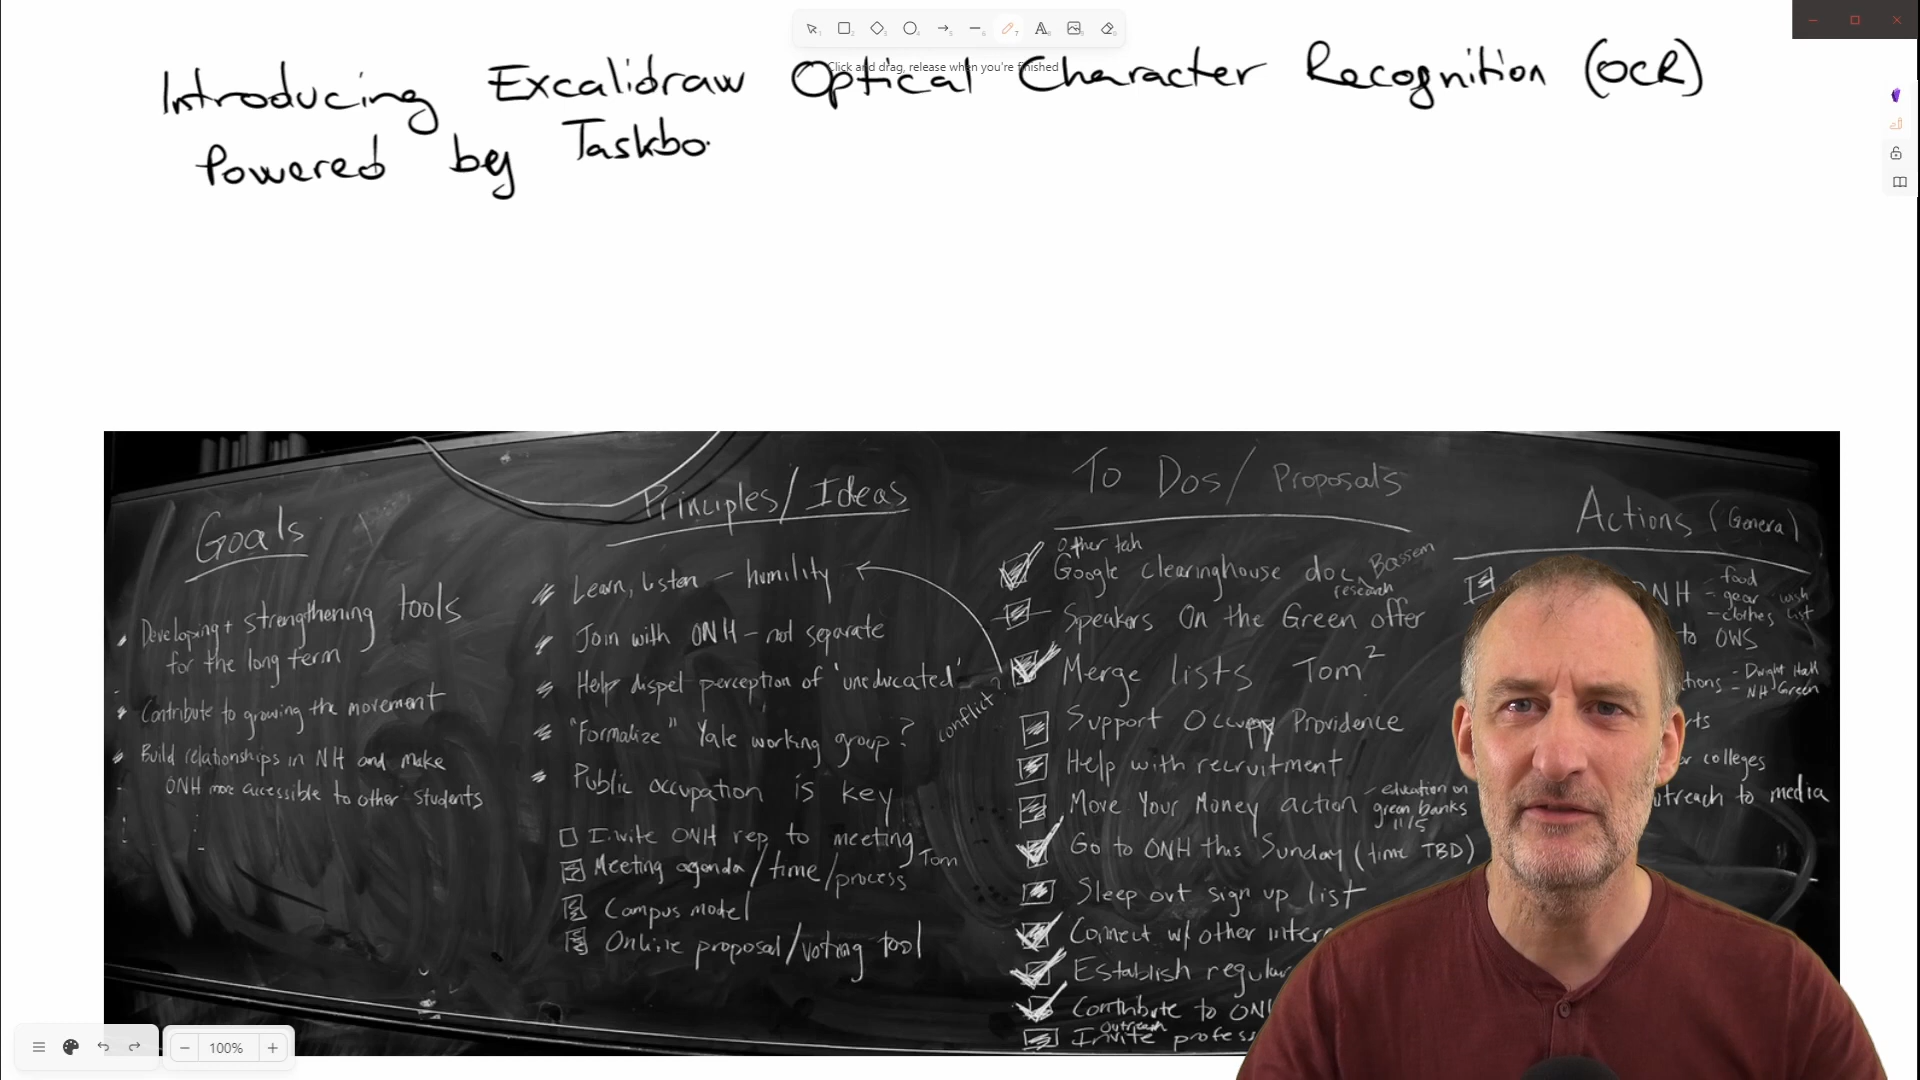 Introducing Excalidraw Optical Character Recognition (OCR)
Click and drag, release when you're finished
Powered by Taskbo
Goals
Developing + strengthening tools
for the long term
Contribute to growing the movement
Build relationships in NH and make
ONH more accessible to other students
Principles/Ideas
Learn, listen – humility
Join with ONH – not separate
Help dispel perception of 'uneducated'
"Formalize" Yale working group?
Public occupation is key
Invite ONH rep to meeting
Tom
Meeting agenda/time/process
Campus model
Online proposal/voting tool
conflict?
To Dos/Proposals
Other tech
Google clearinghouse doc
Bassem
research
Speakers On the Green offer
Merge lists Tom²
Support Occupy Providence
Help with recruitment
Move Your Money action – education on
green banks
11/5
Go to ONH this Sunday (time TBD)
Sleep out sign up list
Connect w/ other
Establish
Contribute to
outreach
Invite
Actions (Genera)
NH – food
– gear wish
– clothes list
to OWS
– Dwight Hall
– NH Green
colleges
to media
100%